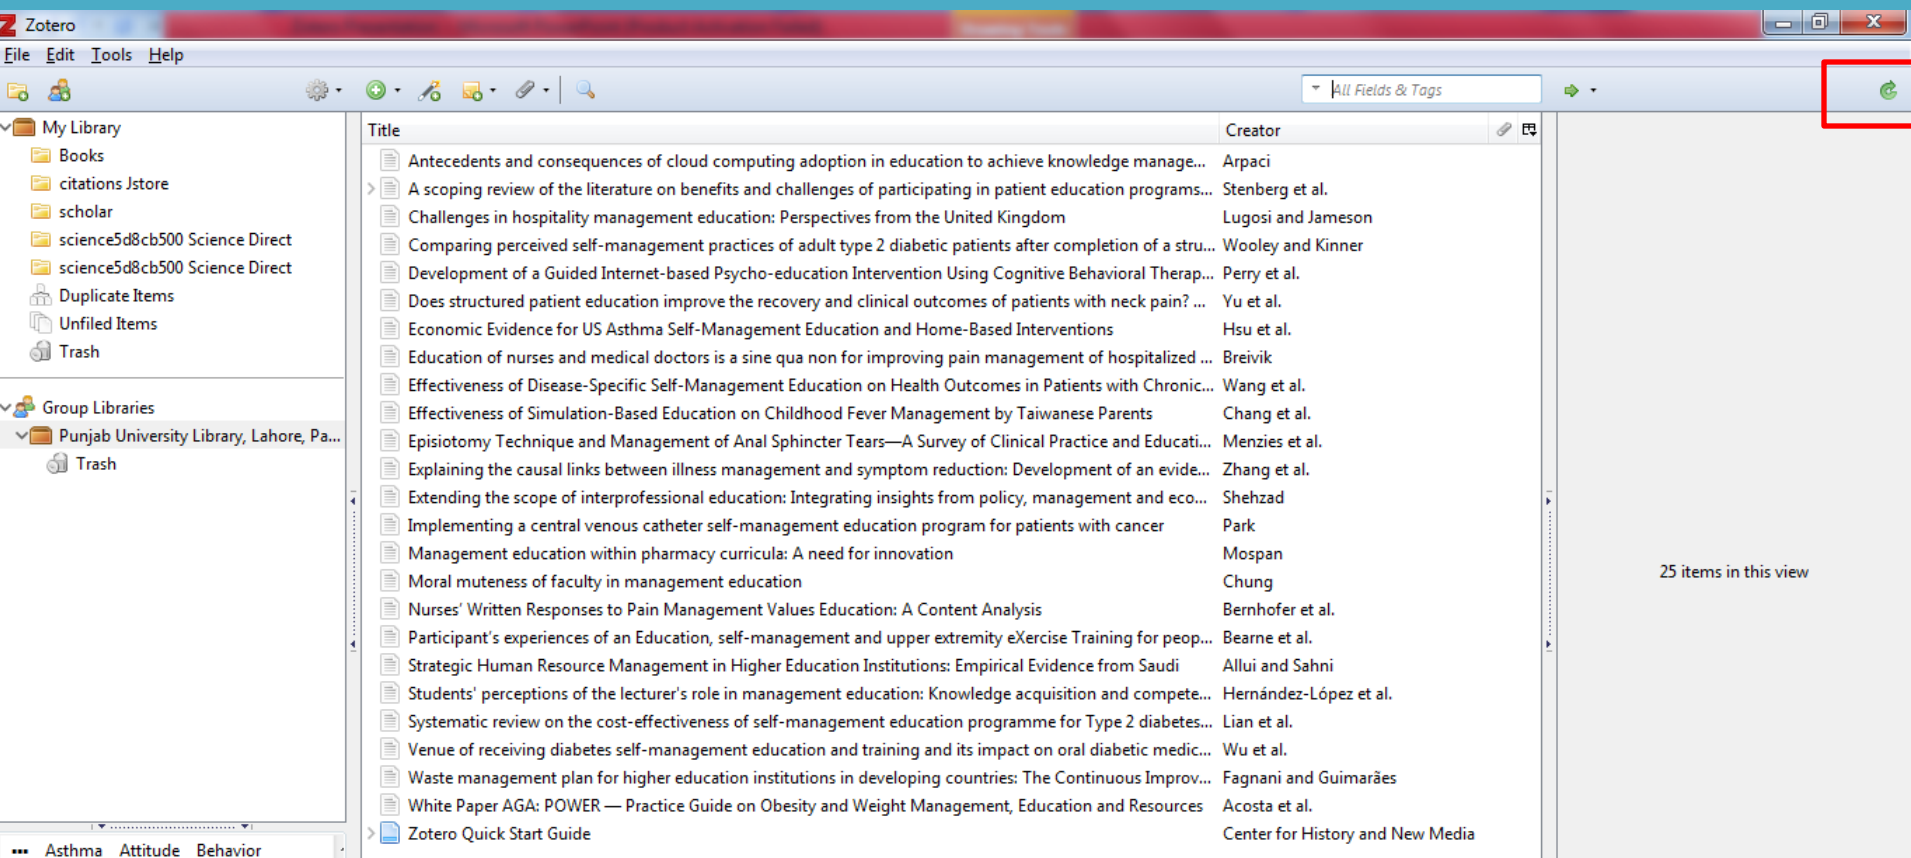 Zotero
File Edit Tools Help
All Fields & Tags
My Library
Books
citations Jstore
scholar
science5d8cb500 Science Direct
science5d8cb500 Science Direct
Duplicate Items
Unfiled Items
Trash
Group Libraries
Punjab University Library, Lahore, Pa...
Trash
Asthma Attitude Behavior
Title Creator
Antecedents and consequences of cloud computing adoption in education to achieve knowledge manage... Arpaci
A scoping review of the literature on benefits and challenges of participating in patient education programs... Stenberg et al.
Challenges in hospitality management education: Perspectives from the United Kingdom Lugosi and Jameson
Comparing perceived self-management practices of adult type 2 diabetic patients after completion of a stru... Wooley and Kinner
Development of a Guided Internet-based Psycho-education Intervention Using Cognitive Behavioral Therap... Perry et al.
Does structured patient education improve the recovery and clinical outcomes of patients with neck pain? ... Yu et al.
Economic Evidence for US Asthma Self-Management Education and Home-Based Interventions Hsu et al.
Education of nurses and medical doctors is a sine qua non for improving pain management of hospitalized ... Breivik
Effectiveness of Disease-Specific Self-Management Education on Health Outcomes in Patients with Chronic... Wang et al.
Effectiveness of Simulation-Based Education on Childhood Fever Management by Taiwanese Parents Chang et al.
Episiotomy Technique and Management of Anal Sphincter Tears—A Survey of Clinical Practice and Educati... Menzies et al.
Explaining the causal links between illness management and symptom reduction: Development of an evide... Zhang et al.
Extending the scope of interprofessional education: Integrating insights from policy, management and eco... Shehzad
Implementing a central venous catheter self-management education program for patients with cancer Park
Management education within pharmacy curricula: A need for innovation Mospan
Moral muteness of faculty in management education Chung
Nurses' Written Responses to Pain Management Values Education: A Content Analysis Bernhofer et al.
Participant's experiences of an Education, self-management and upper extremity eXercise Training for peop... Bearne et al.
Strategic Human Resource Management in Higher Education Institutions: Empirical Evidence from Saudi Allui and Sahni
Students' perceptions of the lecturer's role in management education: Knowledge acquisition and compete... Hernández-López et al.
Systematic review on the cost-effectiveness of self-management education programme for Type 2 diabetes... Lian et al.
Venue of receiving diabetes self-management education and training and its impact on oral diabetic medic... Wu et al.
Waste management plan for higher education institutions in developing countries: The Continuous Improv... Fagnani and Guimarães
White Paper AGA: POWER — Practice Guide on Obesity and Weight Management, Education and Resources Acosta et al.
Zotero Quick Start Guide Center for History and New Media
25 items in this view